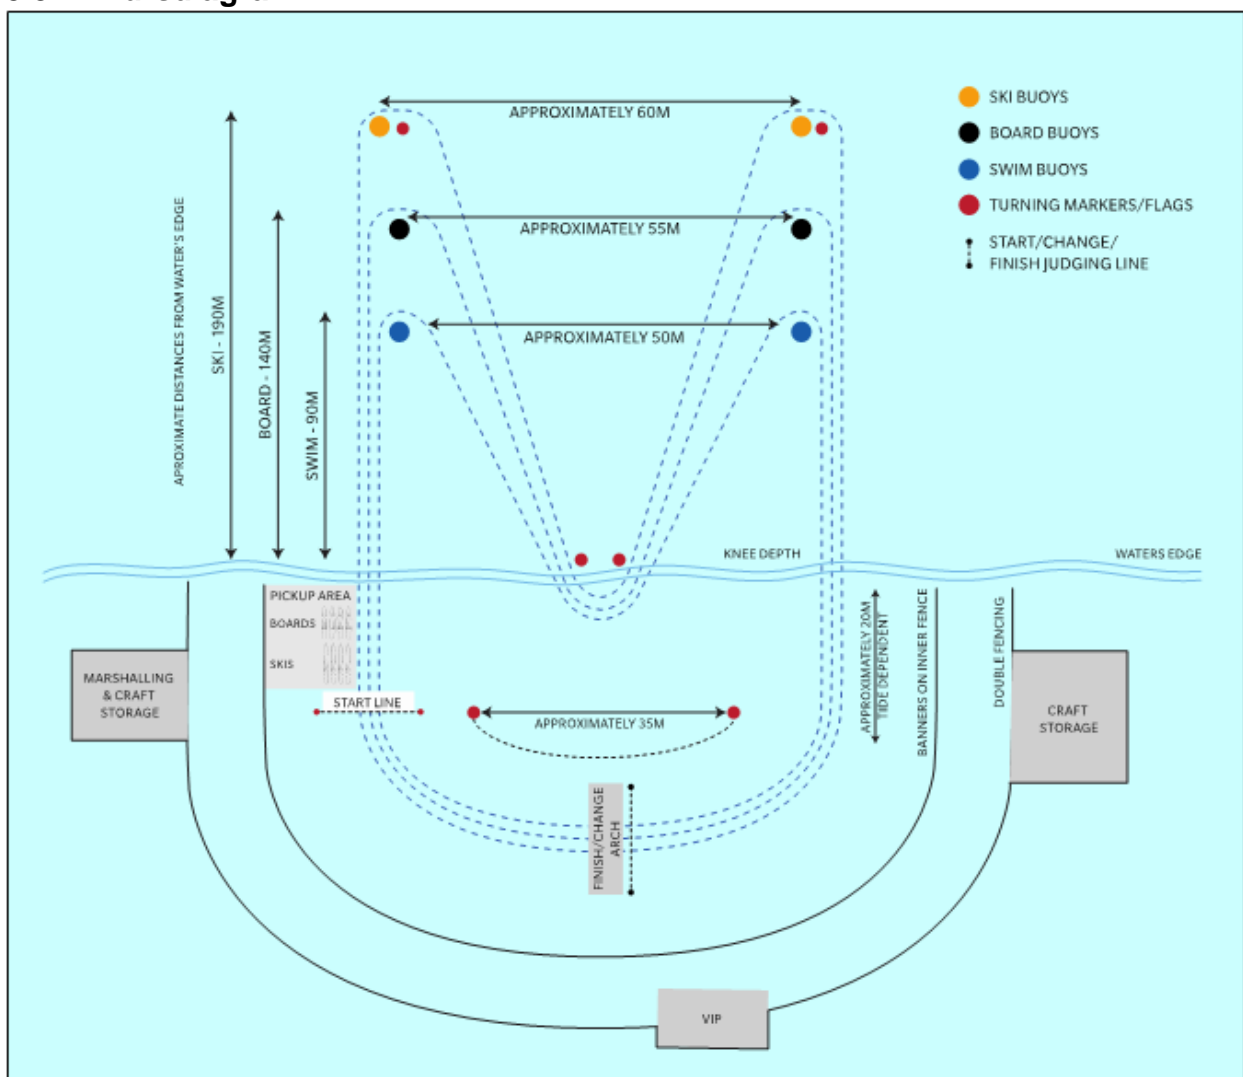 APPROXIMATELY 60M
SKI BUOYS
BOARD BUOYS
SWIM BUOYS
TURNING MARKERS/FLAGS
START/CHANGE/
FINISH JUDGING LINE
APPROXIMATELY 55M
APPROXIMATELY 50M
APROXIMATE DISTANCES FROM WATER'S EDGE
SKI - 190M
BOARD - 140M
SWIM - 90M
KNEE DEPTH
WATERS EDGE
PICKUP AREA
BOARDS
SKIS
MARSHALLING
& CRAFT
STORAGE
START LINE
APPROXIMATELY 35M
APPROXIMATELY 20M
TIDE DEPENDENT
BANNERS ON INNER FENCE
DOUBLE FENCING
CRAFT
STORAGE
FINISH/CHANGE
ARCH
VIP